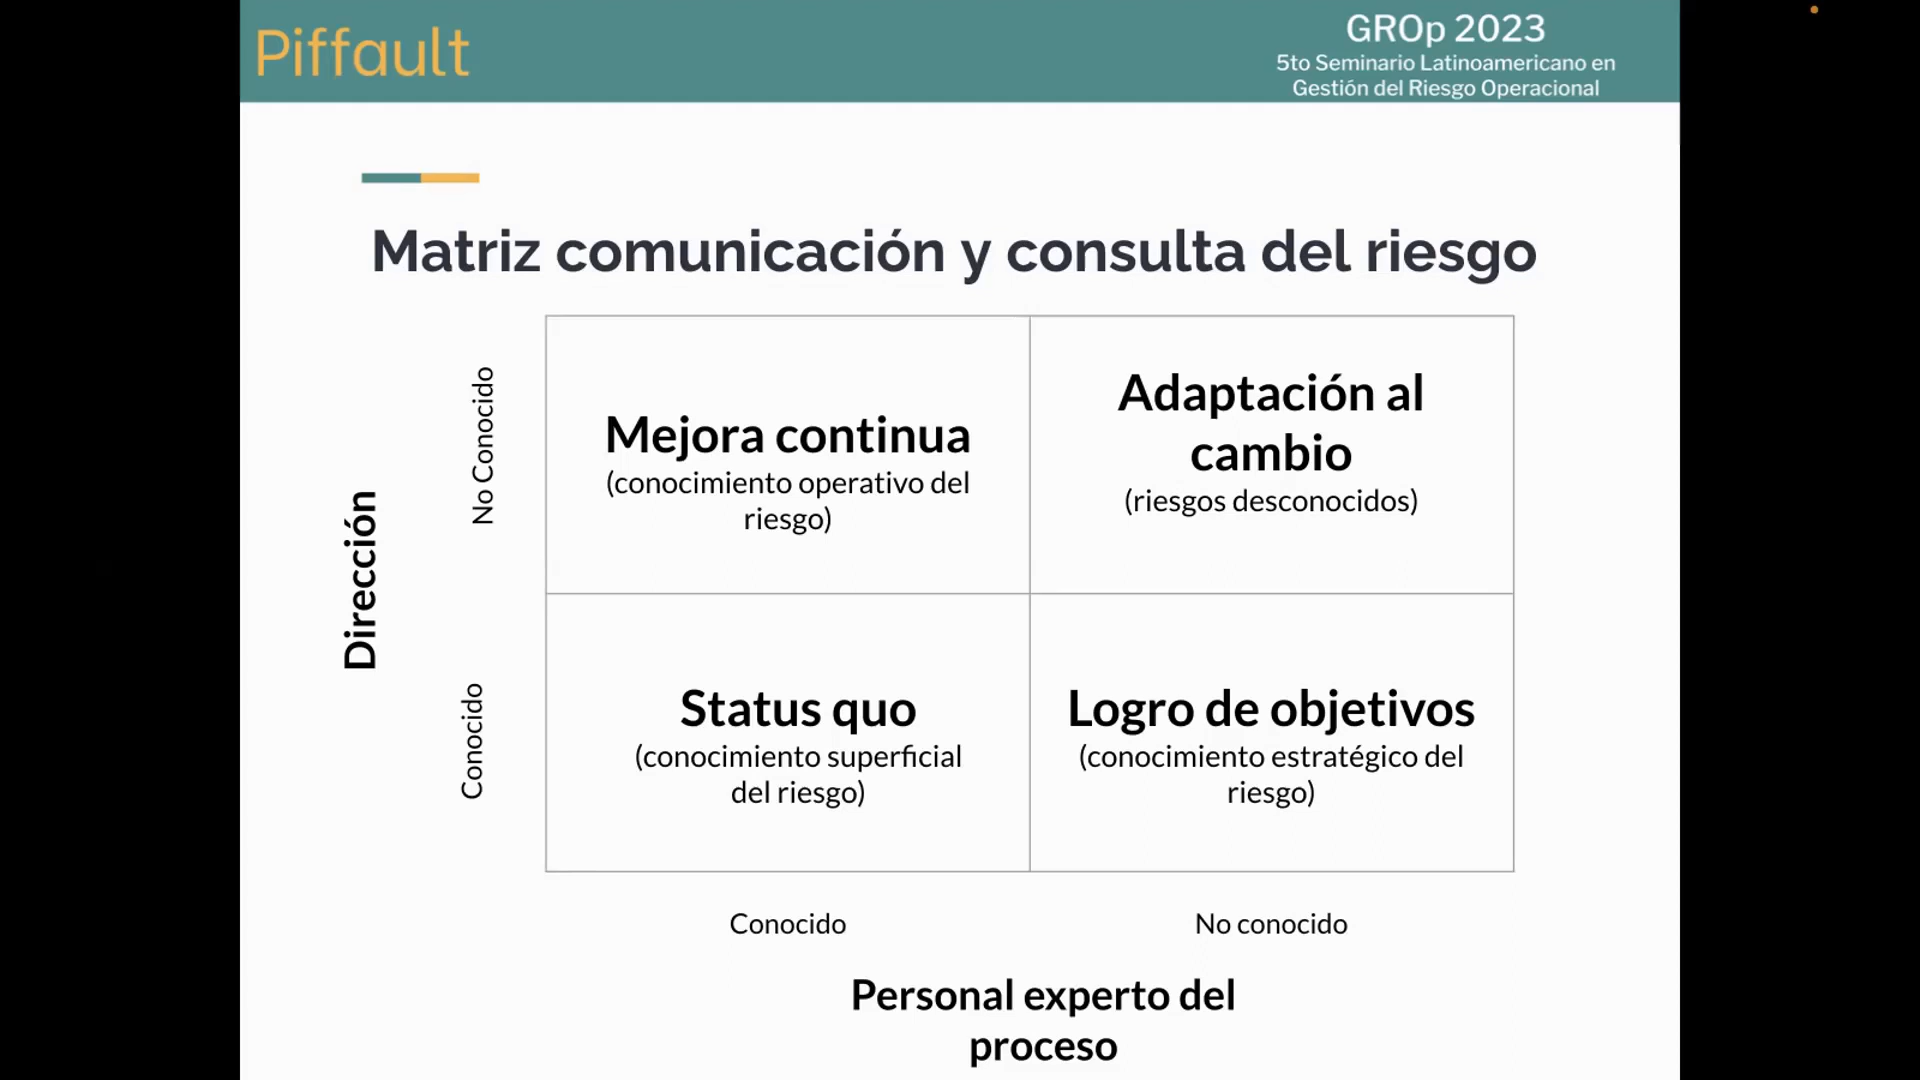 Piffault
GROp 2023
5to Seminario Latinoamericano en
Gestión del Riesgo Operacional
Matriz comunicación y consulta del riesgo
Dirección
No Conocido
Mejora continua
(conocimiento operativo del
riesgo)
Adaptación al
cambio
(riesgos desconocidos)
Conocido
Status quo
(conocimiento superficial
del riesgo)
Logro de objetivos
(conocimiento estratégico del
riesgo)
Conocido
No conocido
Personal experto del
proceso